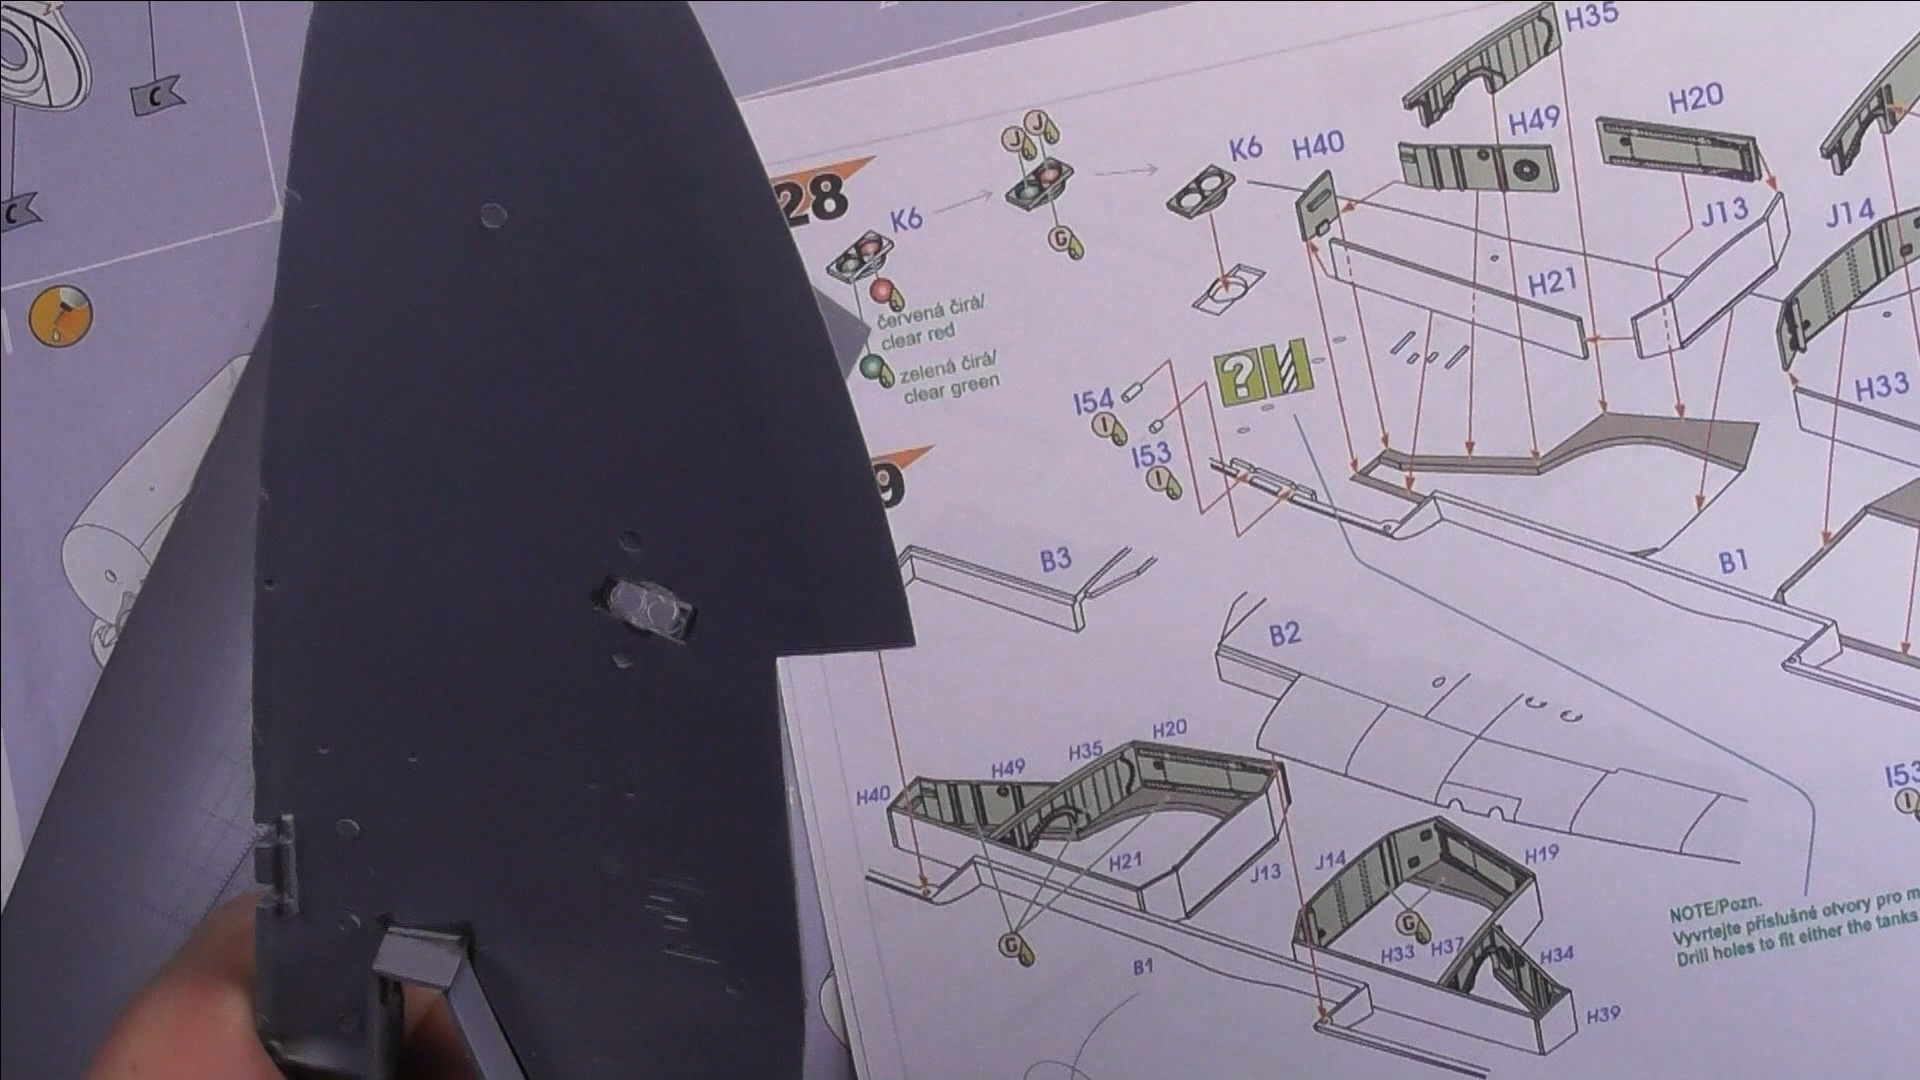 C
C
28
K6
J
J
G
K6
H40
H35
H49
H20
J13
J14
H21
H33
červená čirá/
clear red
zelená čirá/
clear green
?
I54
I
I53
I
9
B3
B1
B2
I53
I
H40
H49
H35
H20
H21
J13
G
B1
J14
H19
G
H33
H37
H34
H39
NOTE/Pozn.
Vyvrtejte příslušné otvory pro
Drill holes to fit either the tanks